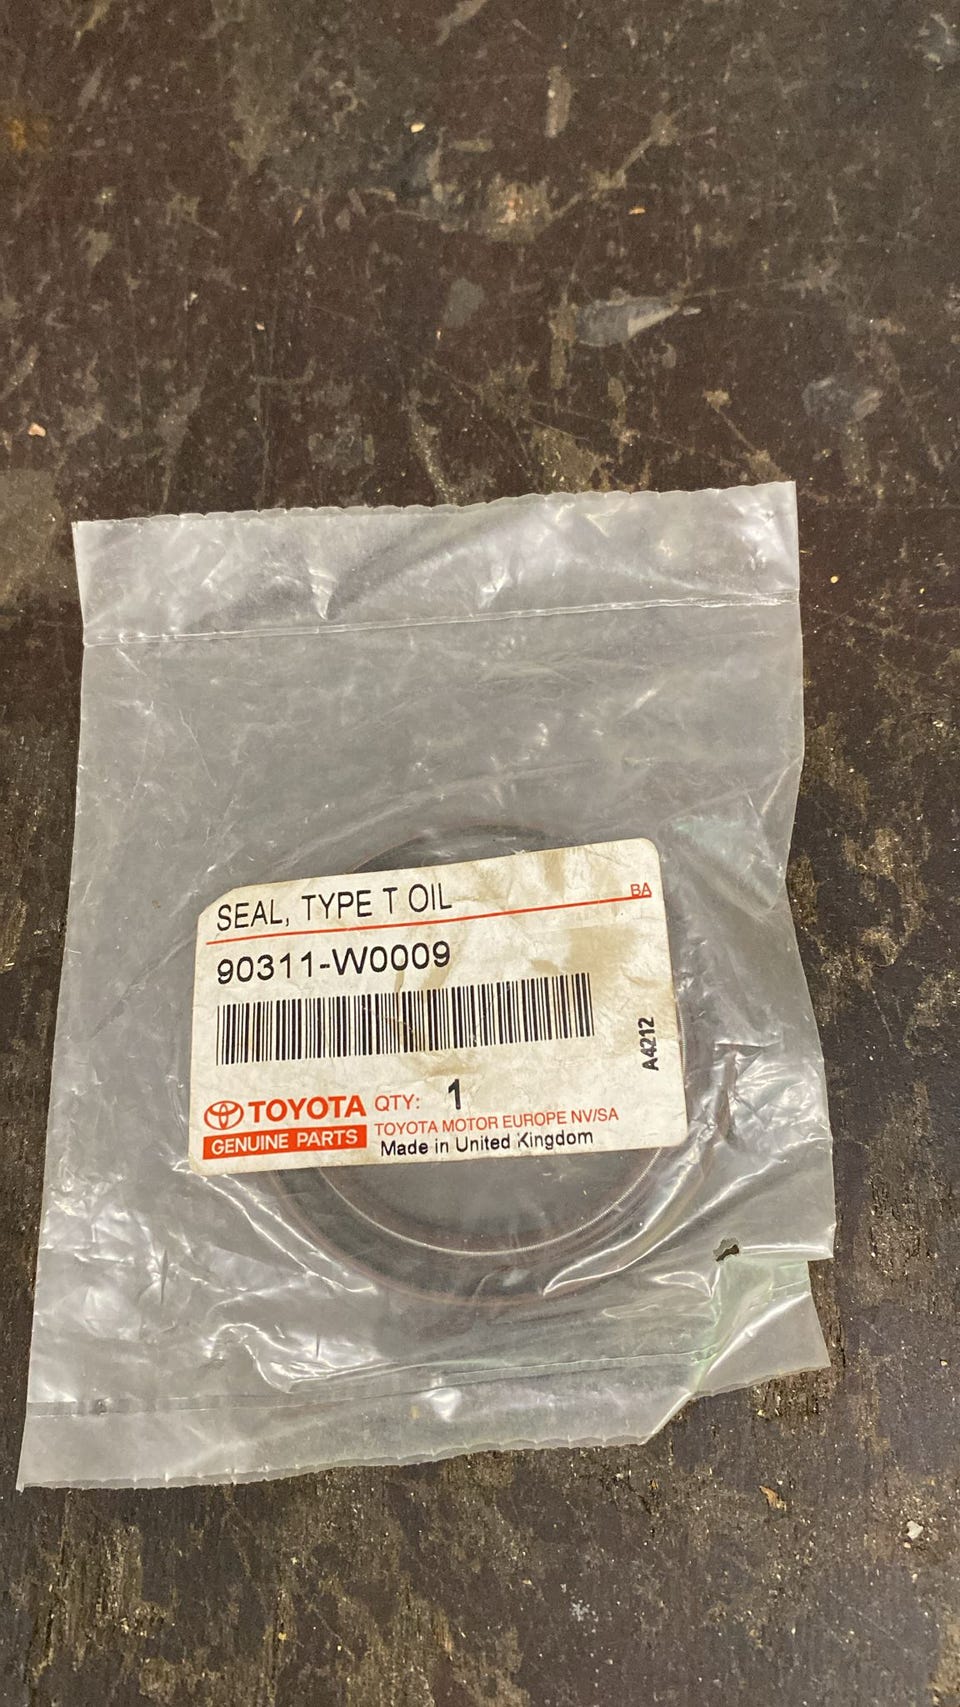 SEAL, TYPE T OIL
BA
90311-W0009
A4212
TOYOTA QTY: 1
GENUINE PARTS
TOYOTA MOTOR EUROPE NV/SA
Made in United Kingdom